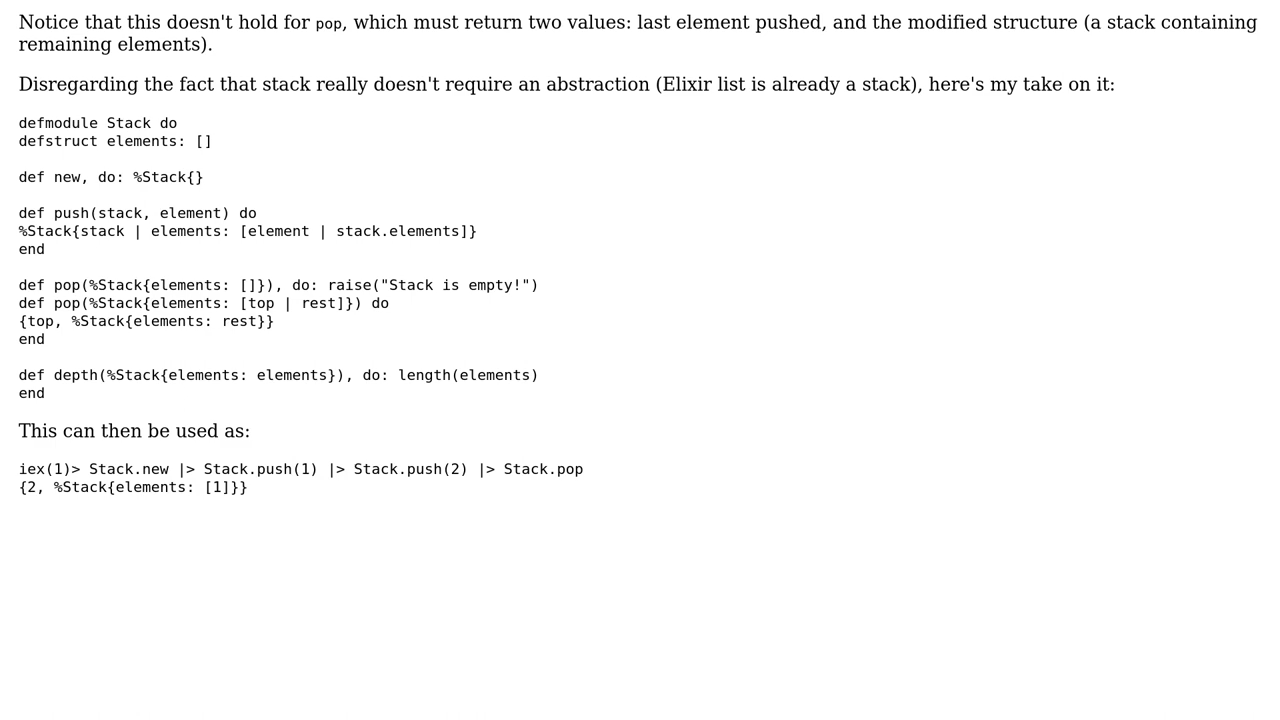 Notice that this doesn't hold for pop, which must return two values: last element pushed, and the modified structure (a stack containing
remaining elements).
Disregarding the fact that stack really doesn't require an abstraction (Elixir list is already a stack), here's my take on it:
defmodule Stack do
defstruct elements: []
def new, do: %Stack{}
def push(stack, element) do
%Stack{stack | elements: [element | stack.elements]}
end
def pop(%Stack{elements: []}), do: raise("Stack is empty!")
def pop(%Stack{elements: [top | rest]}) do
{top, %Stack{elements: rest}}
end
def depth(%Stack{elements: elements}), do: length(elements)
end
This can then be used as:
iex(1)> Stack.new |> Stack.push(1) |> Stack.push(2) |> Stack.pop
{2, %Stack{elements: [1]}}